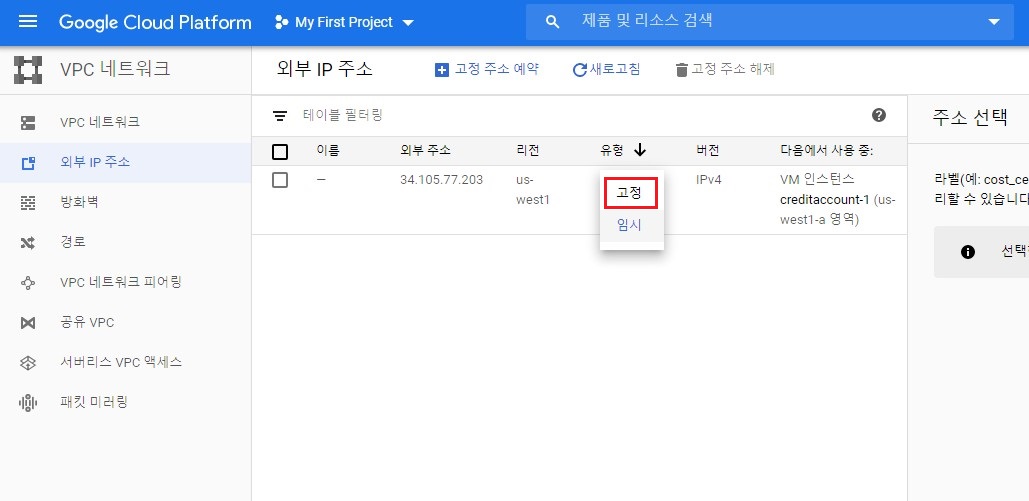 Google Cloud Platform
My First Project
제품 및 리소스 검색
VPC 네트워크
외부 IP 주소
고정 주소 예약
새로고침
고정 주소 해제
VPC 네트워크
외부 IP 주소
방화벽
경로
VPC 네트워크 피어링
공유 VPC
서버리스 VPC 액세스
패킷 미러링
테이블 필터링
이름 외부 주소 리전 유형 버전 다음에서 사용 중:
— 34.105.77.203 us- 고정 IPv4 VM 인스턴스
west1 creditaccount-1 (us-
임시 west1-a 영역)
주소 선택
라벨(예: cost_ce
리할 수 있습니다
선택